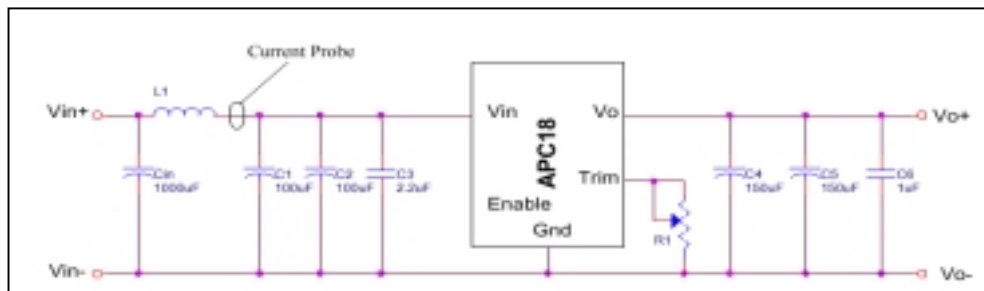 Current Probe
L1
Vin+
Vin
Vo
Vo+
APC18
Cin
1000uF
C1
100uF
C2
100uF
C3
2.2uF
Trim
C4
150uF
C5
150uF
C6
1uF
Enable
R1
Gnd
Vin-
Vo-